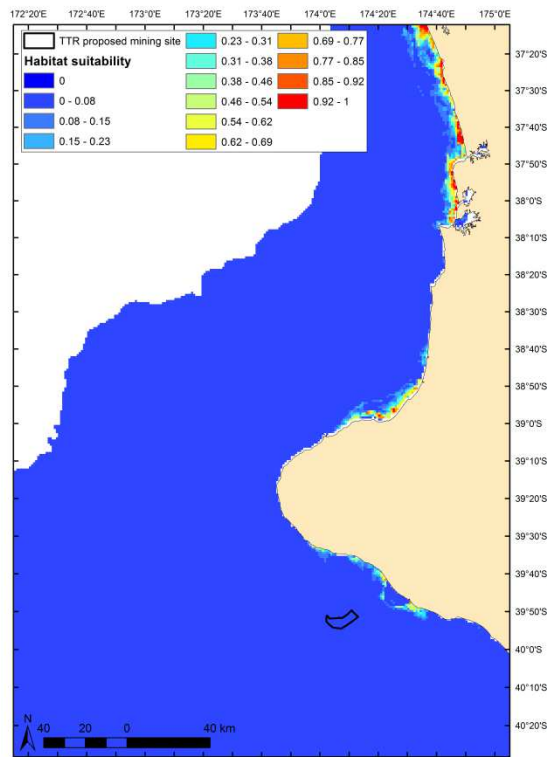 172°20'E 172°40'E 173°0'E 173°20'E 173°40'E 174°0'E 174°20'E 174°40'E 175°0'E
TTR proposed mining site
Habitat suitability
0
0 - 0.08
0.08 - 0.15
0.15 - 0.23
0.23 - 0.31
0.31 - 0.38
0.38 - 0.46
0.46 - 0.54
0.54 - 0.62
0.62 - 0.69
0.69 - 0.77
0.77 - 0.85
0.85 - 0.92
0.92 - 1
37°20'S
37°30'S
37°40'S
37°50'S
38°0'S
38°10'S
38°20'S
38°30'S
38°40'S
38°50'S
39°0'S
39°10'S
39°20'S
39°30'S
39°40'S
39°50'S
40°0'S
40°10'S
40°20'S
N
40 20 0 40 km